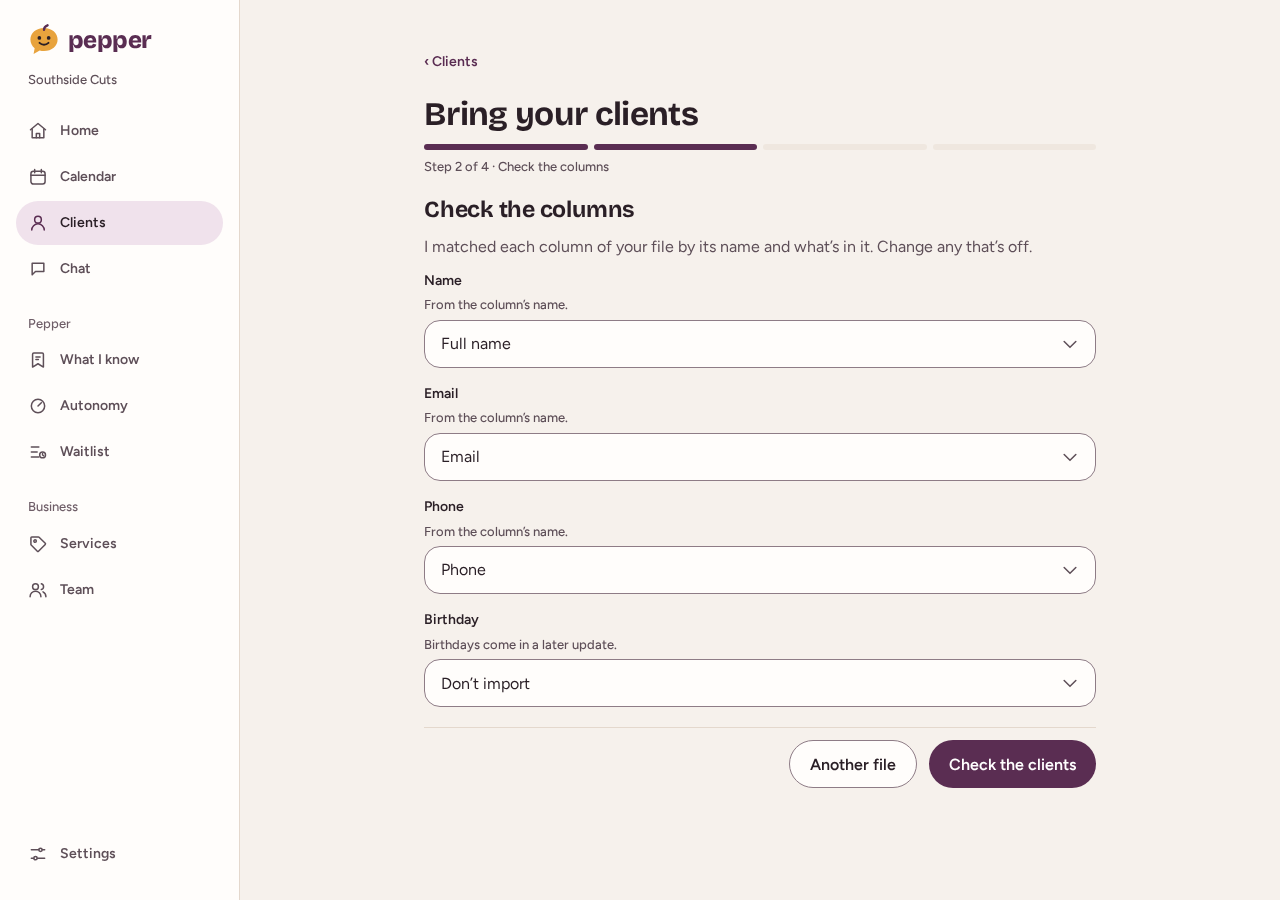 pepper
Southside Cuts
Home
Calendar
Clients
Chat
Pepper
What I know
Autonomy
Waitlist
Business
Services
Team
Settings
‹ Clients
Bring your clients
Step 2 of 4 · Check the columns
Check the columns
I matched each column of your file by its name and what’s in it. Change any that’s off.
Name
From the column’s name.
Full name
Email
From the column’s name.
Email
Phone
From the column’s name.
Phone
Birthday
Birthdays come in a later update.
Don’t import
Another file
Check the clients